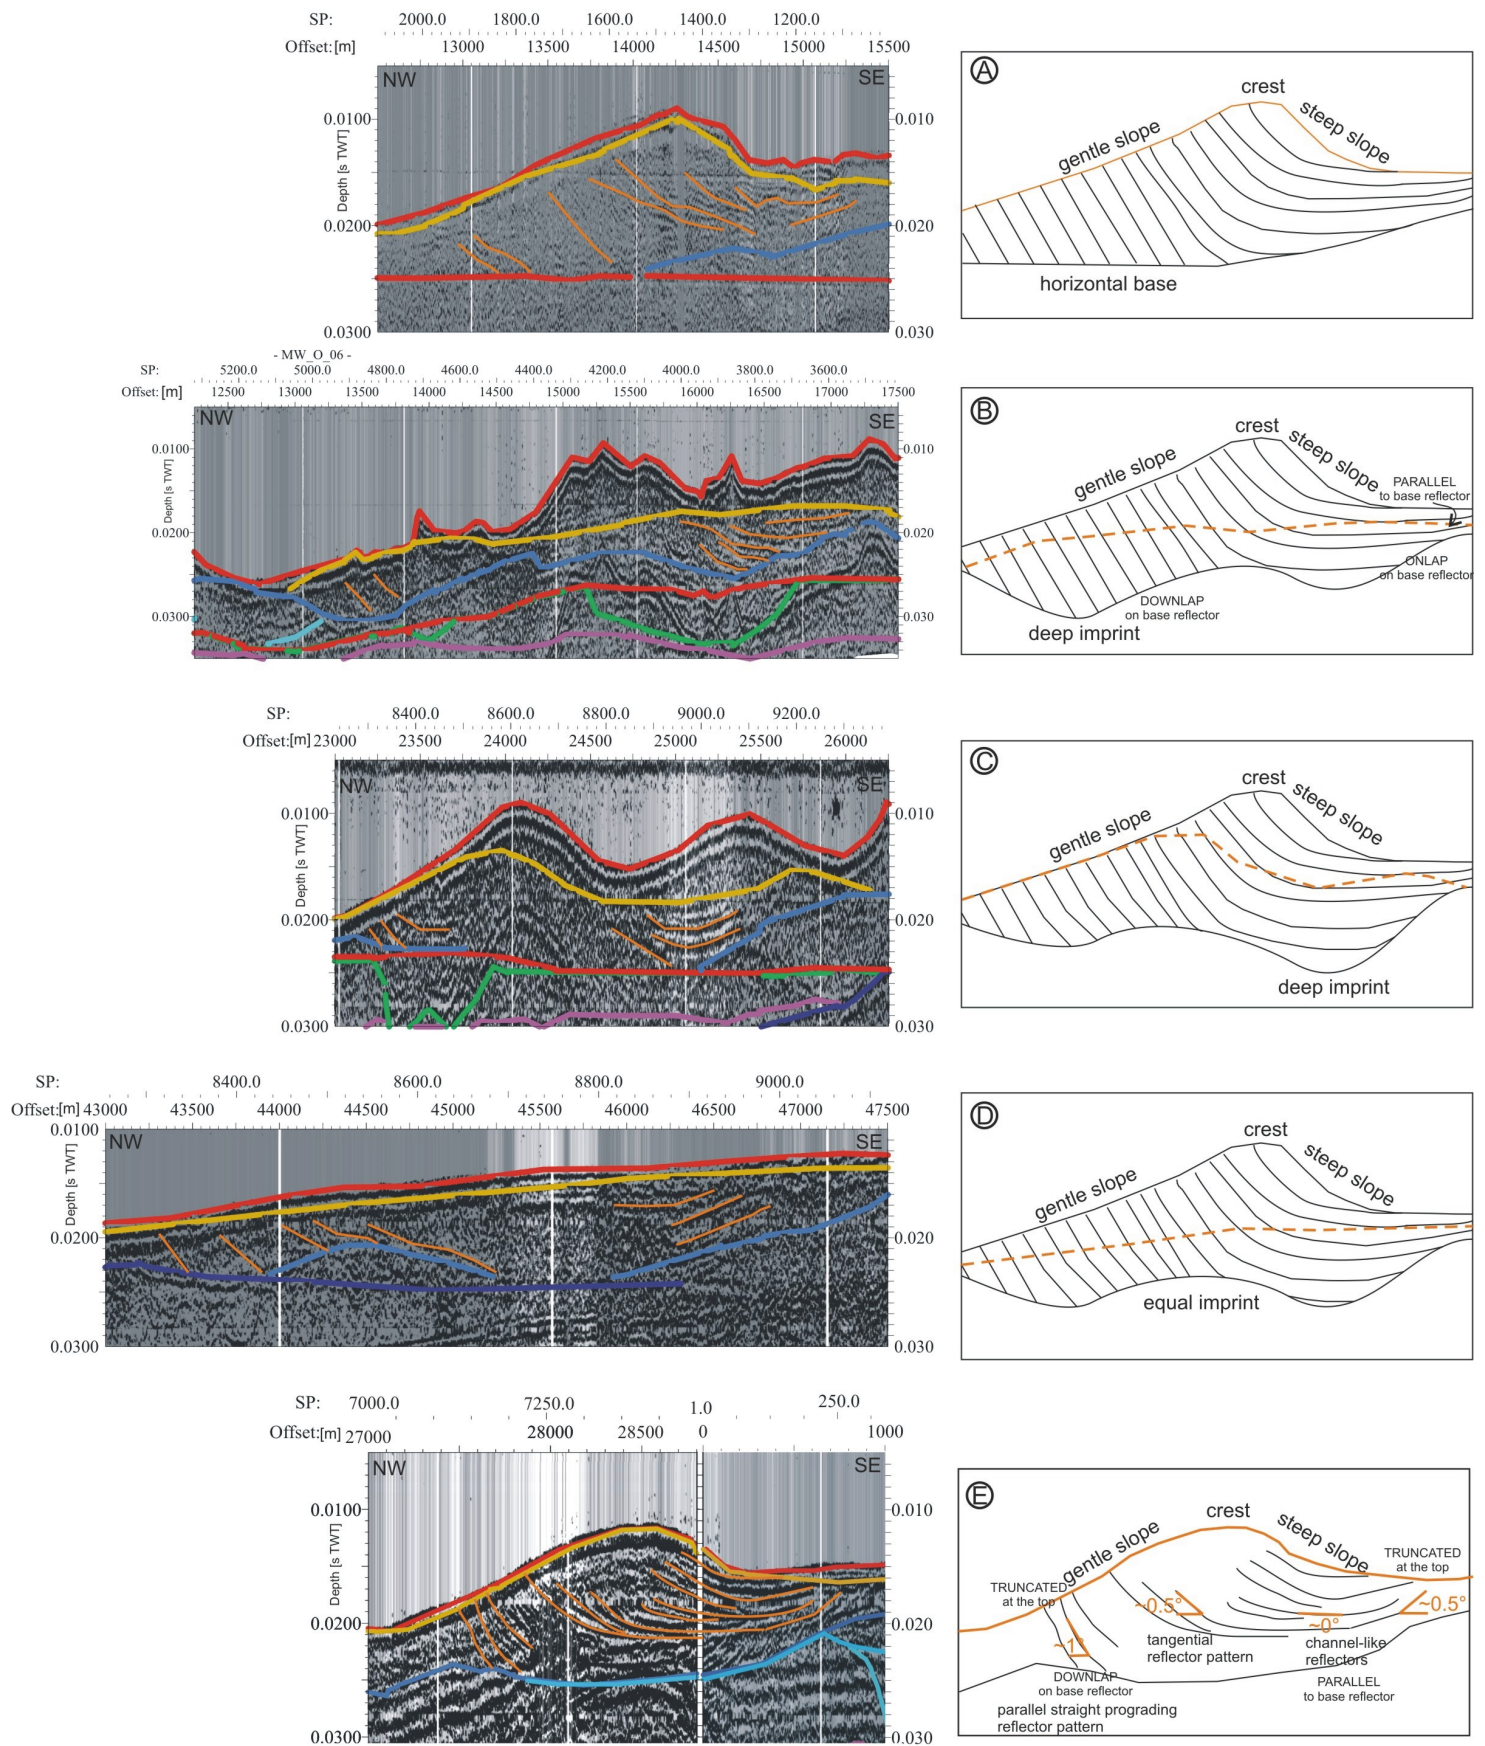 SP: 2000.0 1800.0 1600.0 1400.0 1200.0
Offset:[m] 13000 13500 14000 14500 15000 15500
NW SE
0.0100 0.010
0.0200 0.020
0.0300 0.030
Depth [s TWT]
A
crest
gentle slope
steep slope
horizontal base
- MW_O_06 -
SP: 5200.0 5000.0 4800.0 4600.0 4400.0 4200.0 4000.0 3800.0 3600.0
Offset: [m] 12500 13000 13500 14000 14500 15000 15500 16000 16500 17000 17500
NW SE
0.0100 0.010
0.0200 0.020
0.0300 0.030
Depth [s TWT]
B
crest
gentle slope
steep slope
PARALLEL
to base reflector
ONLAP
on base reflector
DOWNLAP
on base reflector
deep imprint
SP: 8400.0 8600.0 8800.0 9000.0 9200.0
Offset:[m] 23000 23500 24000 24500 25000 25500 26000
NW SE
0.0100 0.010
0.0200 0.020
0.0300 0.030
Depth [s TWT]
C
crest
gentle slope
steep slope
deep imprint
SP: 8400.0 8600.0 8800.0 9000.0
Offset:[m] 43000 43500 44000 44500 45000 45500 46000 46500 47000 47500
0.0100
NW SE
0.0200 0.020
0.0300 0.030
Depth [s TWT]
D
crest
gentle slope
steep slope
equal imprint
SP: 7000.0 7250.0 1.0 250.0
Offset:[m] 27000 28000 28500 0 1000
NW SE
0.0100 0.010
0.0200 0.020
0.0300 0.030
Depth [s TWT]
E
crest
gentle slope
steep slope
TRUNCATED
at the top
TRUNCATED
at the top
~0.5°
~0.5°
~0°
~1°
tangential
reflector pattern
channel-like
reflectors
DOWNLAP
on base reflector
PARALLEL
to base reflector
parallel straight prograding
reflector pattern